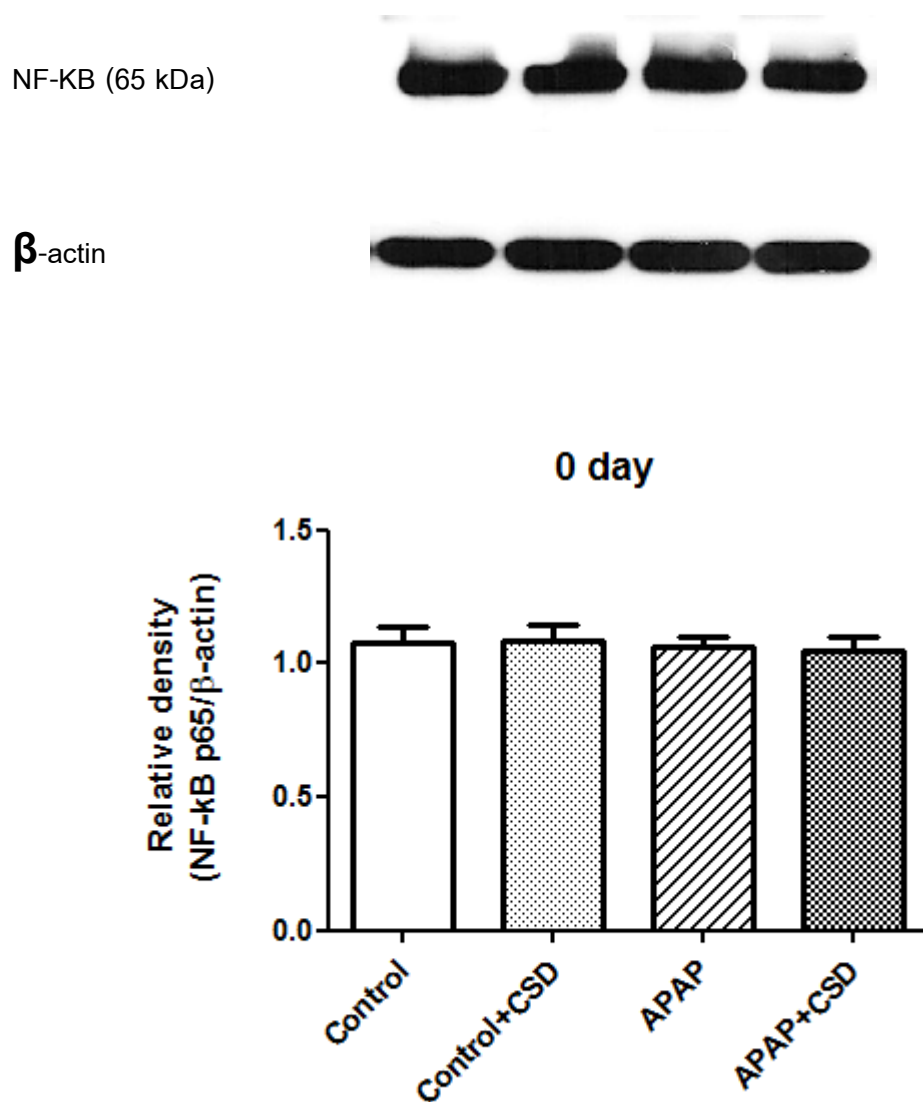 NF-KB (65 kDa)
β-actin
0 day
Relative density
(NF-kB p65/β-actin)
1.5
1.0
0.5
0.0
Control
Control+CSD
APAP
APAP+CSD